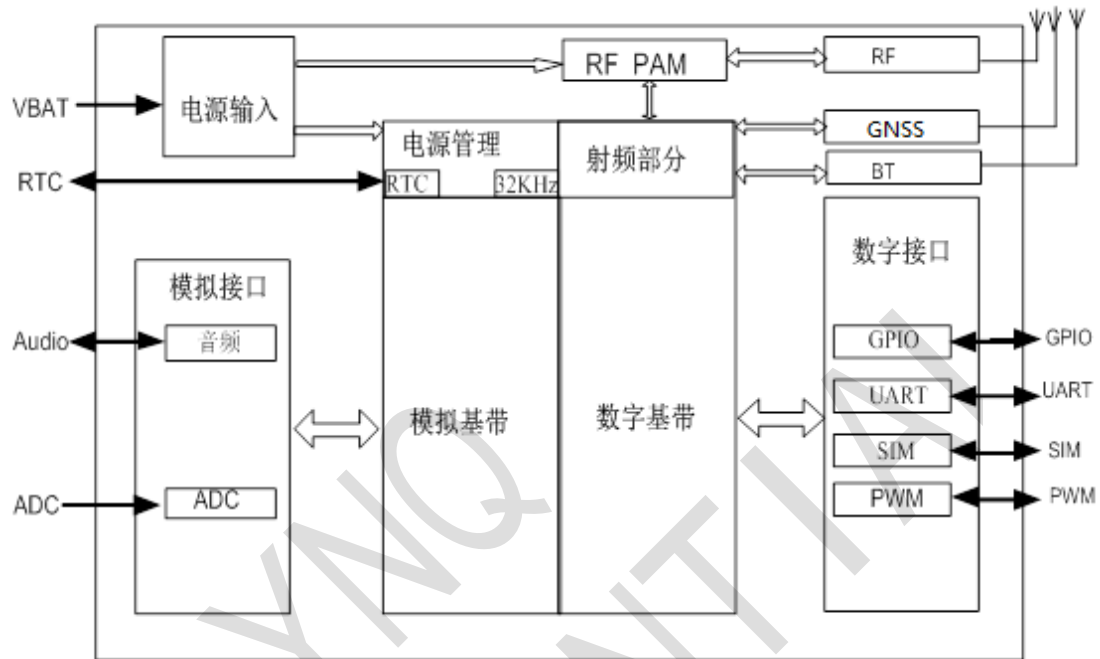 VBAT
电源输入
RF PAM
RF
GNSS
BT
RTC
电源管理
RTC
32KHz
射频部分
模拟接口
音频
ADC
Audio
ADC
模拟基带
数字基带
数字接口
GPIO
UART
SIM
PWM
GPIO
UART
SIM
PWM
YNQ
NT IAL